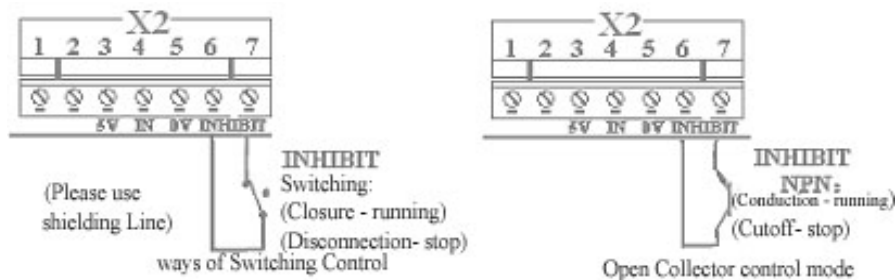 X2
1 2 3 4 5 6 7
5V IN 0V INHIBIT
INHIBIT
Switching:
(Closure - running)
(Disconnection- stop)
(Please use
shielding Line)
ways of Switching Control
X2
1 2 3 4 5 6 7
5V IN 0V INHIBIT
INHIBIT
NPN:
(Conduction - running)
(Cutoff- stop)
Open Collector control mode